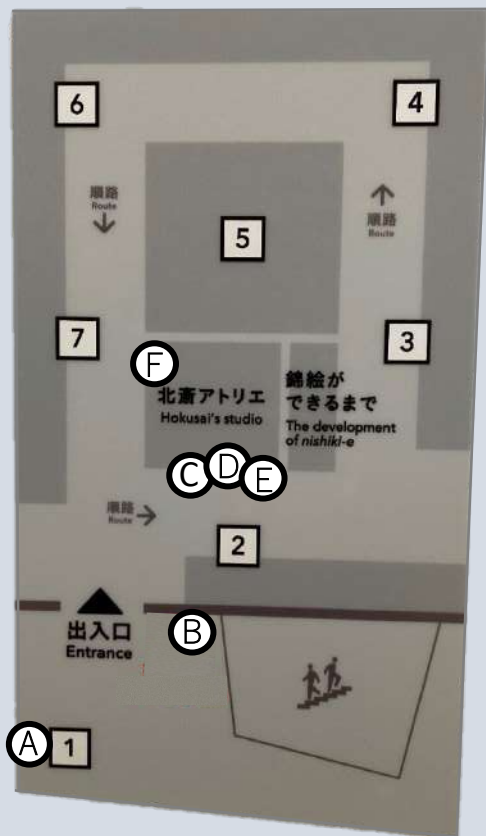 6
4
順路
Route
↓
↑
順路
Route
5
7
3
F
北斎アトリエ
Hokusai's studio
錦絵が
できるまで
The development
of nishiki-e
C D E
順路
Route →
2
出入口
Entrance
B
A 1